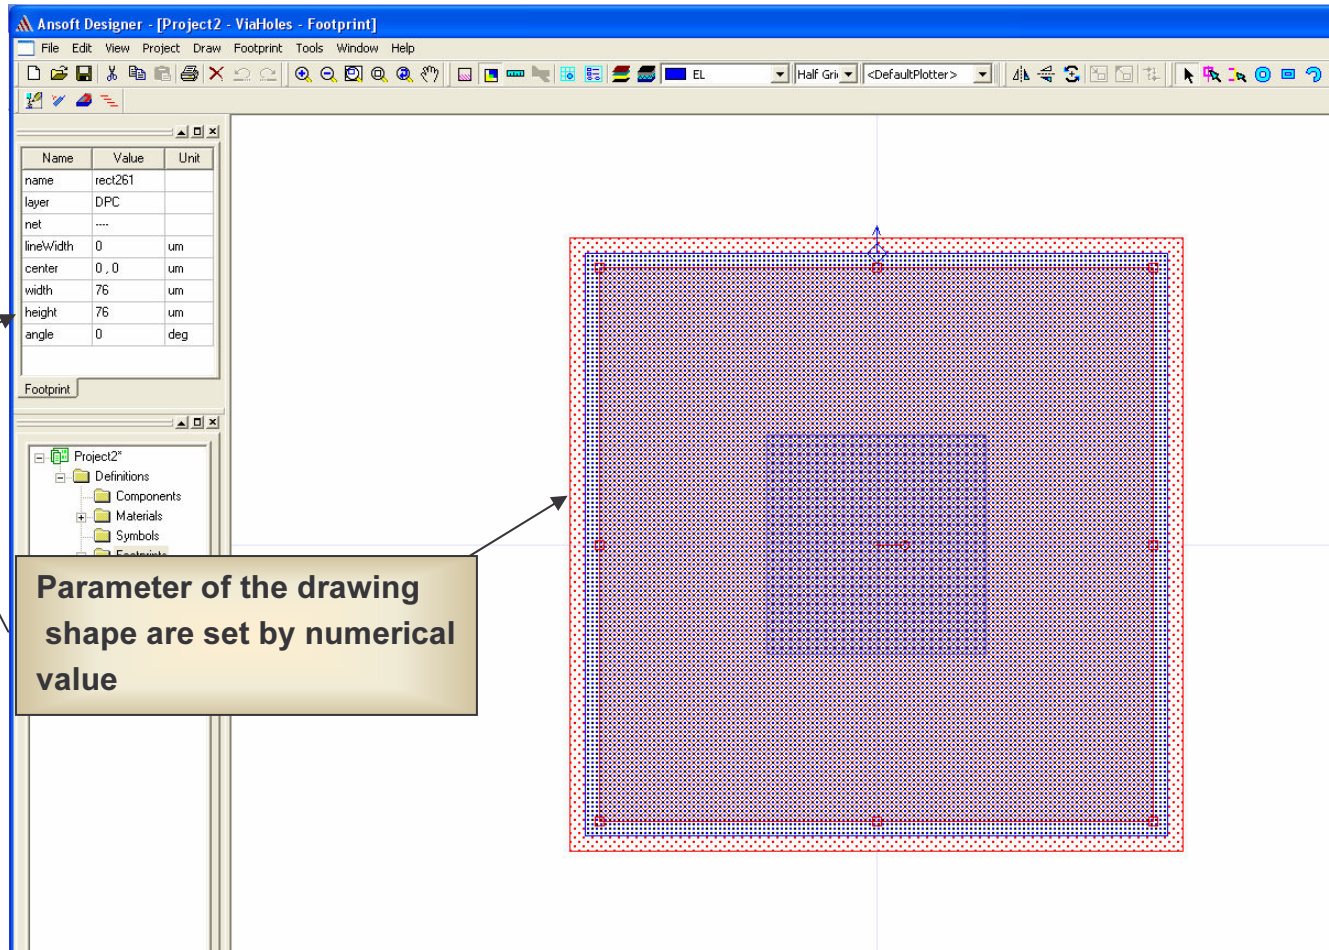 Ansoft Designer - [Project2 - ViaHoles - Footprint]
File Edit View Project Draw Footprint Tools Window Help
EL Half Gri <DefaultPlotter>
Name Value Unit
name rect261
layer DPC
net ----
lineWidth 0 um
center 0 , 0 um
width 76 um
height 76 um
angle 0 deg
Footprint
Project2*
Definitions
Components
Materials
Symbols
Footprints
Parameter of the drawing
shape are set by numerical
value